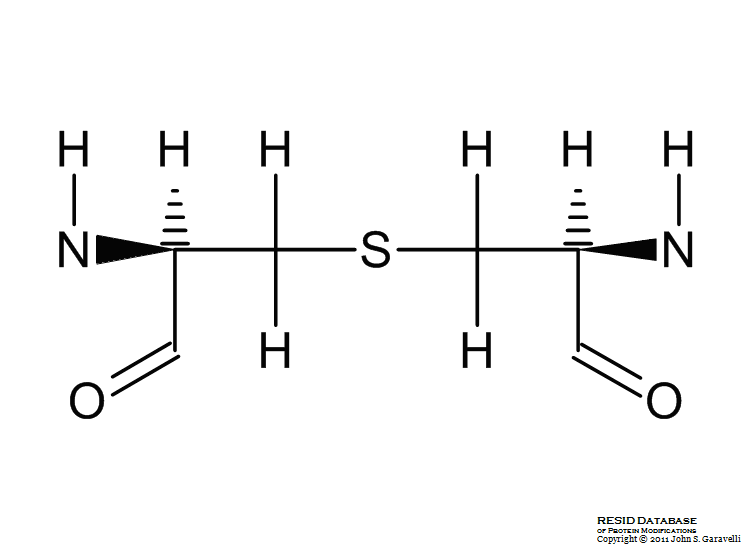 H H H H H H
N S N
H H
O O
RESID DATABASE
OF PROTEIN MODIFICATIONS
Copyright © 2011 John S. Garavelli